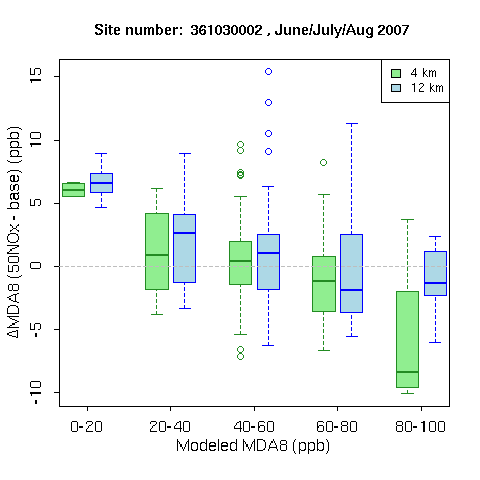 Site number:  361030002 , June/July/Aug 2007
4 km
12 km
15
10
5
0
-5
-10
ΔMDA8 (50NOx - base) (ppb)
0-20
20-40
40-60
60-80
80-100
Modeled MDA8 (ppb)